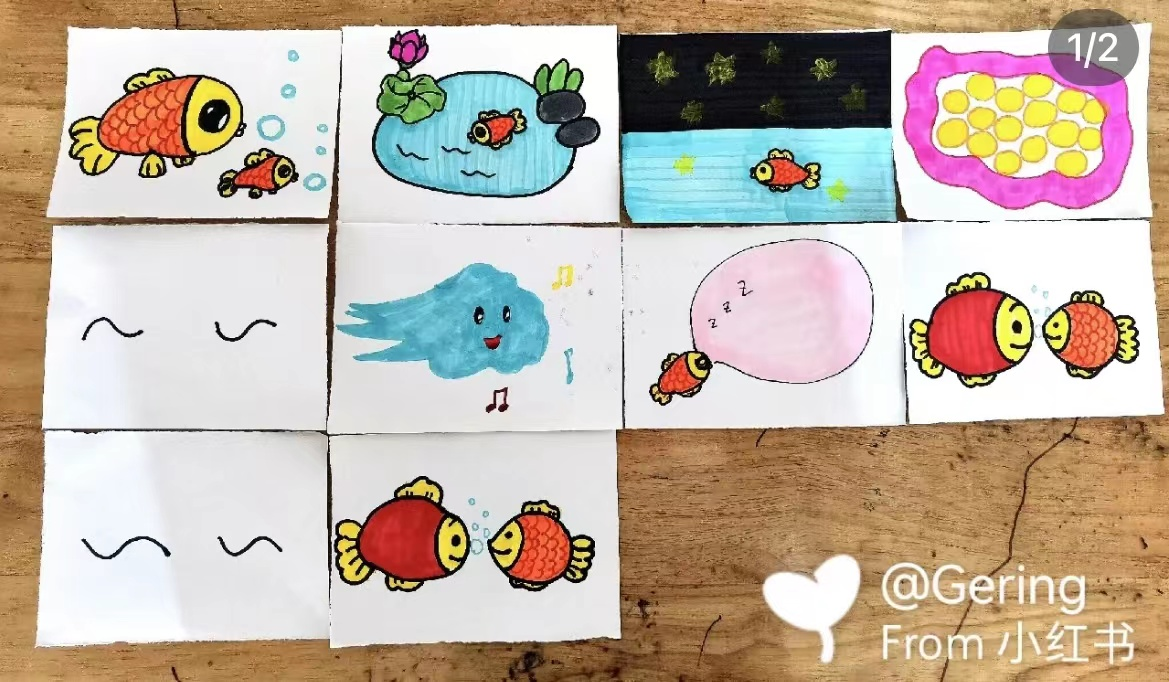 1/2
z z Z
@Gering
From 小红书